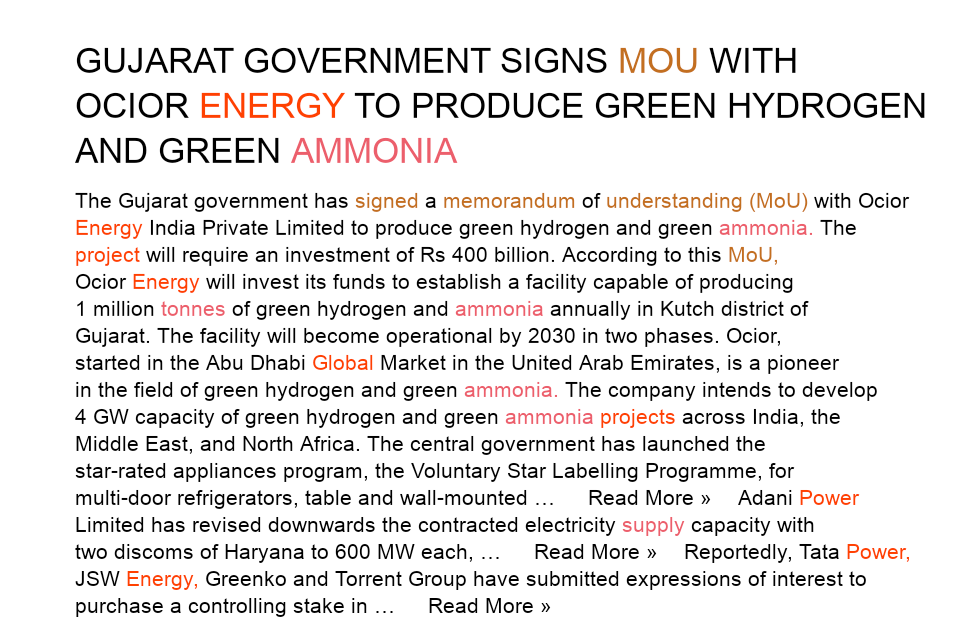 GUJARAT GOVERNMENT SIGNS MOU WITH
OCIOR ENERGY TO PRODUCE GREEN HYDROGEN
AND GREEN AMMONIA
The Gujarat government has signed a memorandum of understanding (MoU) with Ocior
Energy India Private Limited to produce green hydrogen and green ammonia. The
project will require an investment of Rs 400 billion. According to this MoU,
Ocior Energy will invest its funds to establish a facility capable of producing
1 million tonnes of green hydrogen and ammonia annually in Kutch district of
Gujarat. The facility will become operational by 2030 in two phases. Ocior,
started in the Abu Dhabi Global Market in the United Arab Emirates, is a pioneer
in the field of green hydrogen and green ammonia. The company intends to develop
4 GW capacity of green hydrogen and green ammonia projects across India, the
Middle East, and North Africa. The central government has launched the
star-rated appliances program, the Voluntary Star Labelling Programme, for
multi-door refrigerators, table and wall-mounted … Read More » Adani Power
Limited has revised downwards the contracted electricity supply capacity with
two discoms of Haryana to 600 MW each, … Read More » Reportedly, Tata Power,
JSW Energy, Greenko and Torrent Group have submitted expressions of interest to
purchase a controlling stake in … Read More »